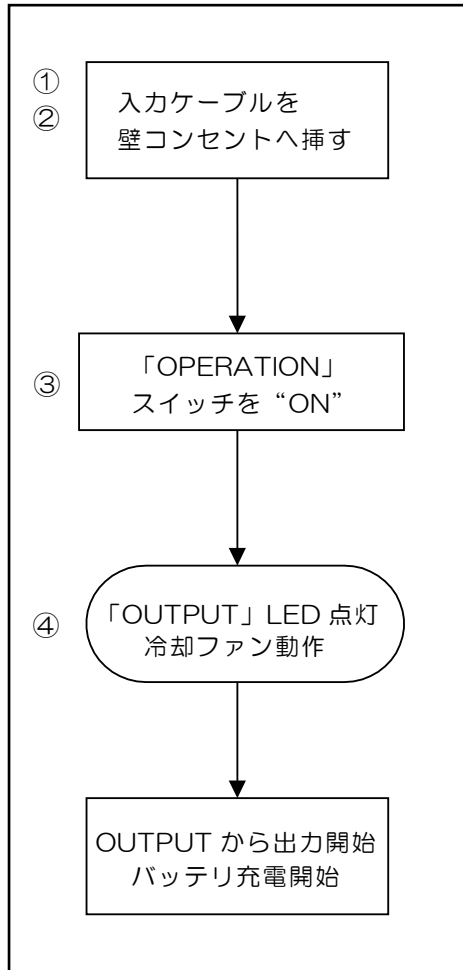 ①
②
入力ケーブルを
壁コンセントへ挿す
③
「OPERATION」
スイッチを“ON”
④
「OUTPUT」LED 点灯
冷却ファン動作
OUTPUT から出力開始
バッテリ充電開始